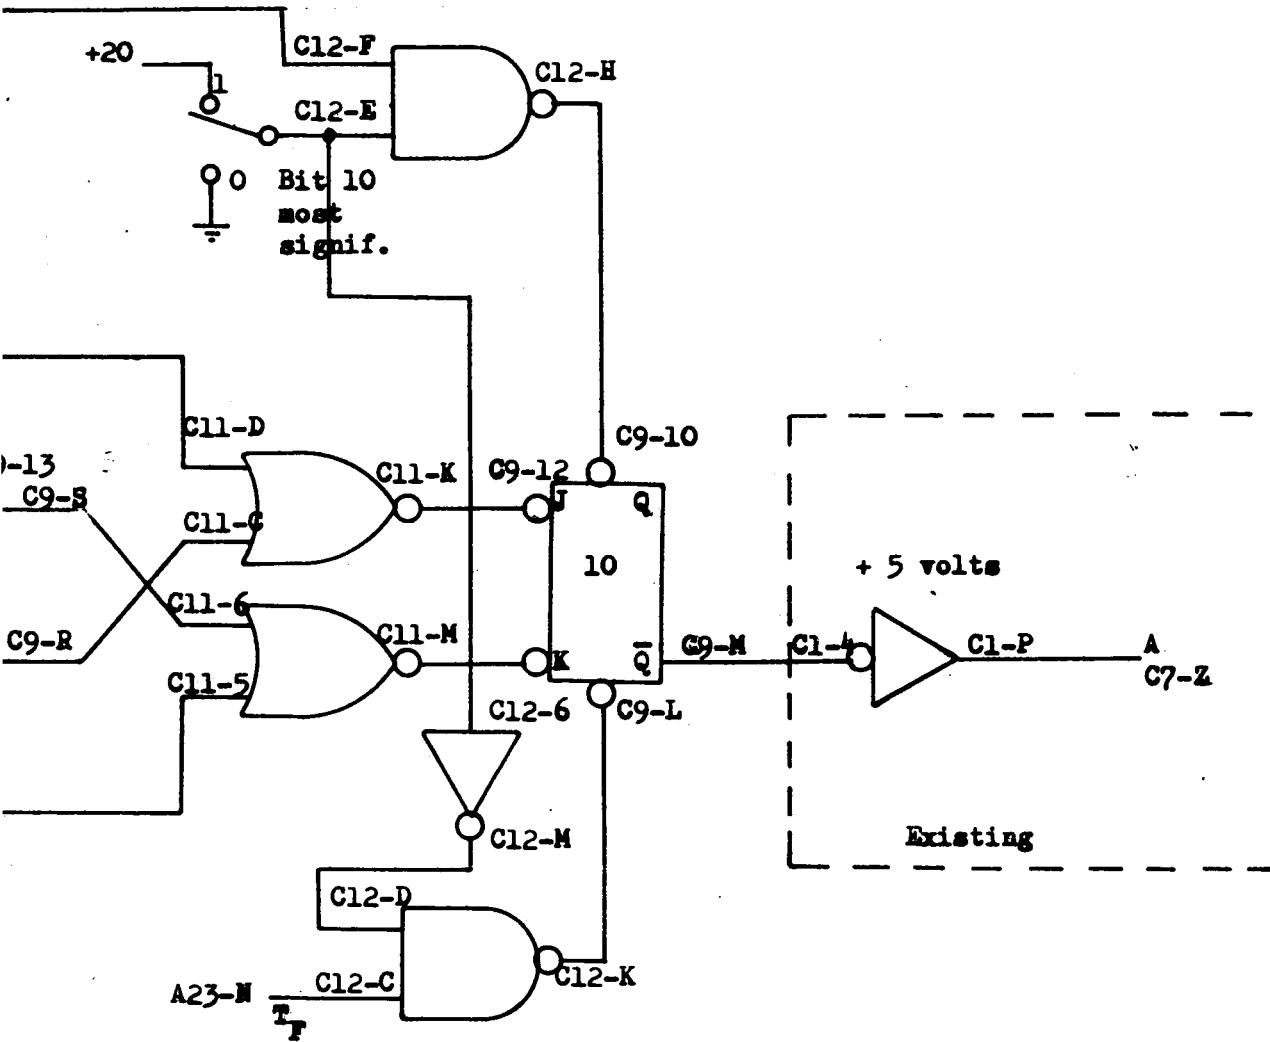 C12-F
+20
C12-H
1
C12-E
0
Bit 10
most
signif.
C11-D
C9-10
-13
C11-K
C9-12
C9-S
J
Q
C11-C
10
+ 5 volts
C11-6
C9-R
C11-M
K
Q̅
C9-M
C1-4
C1-P
A
C7-Z
C11-5
C12-6
C9-L
C12-M
Existing
C12-D
C12-K
A23-N
C12-C
T
F